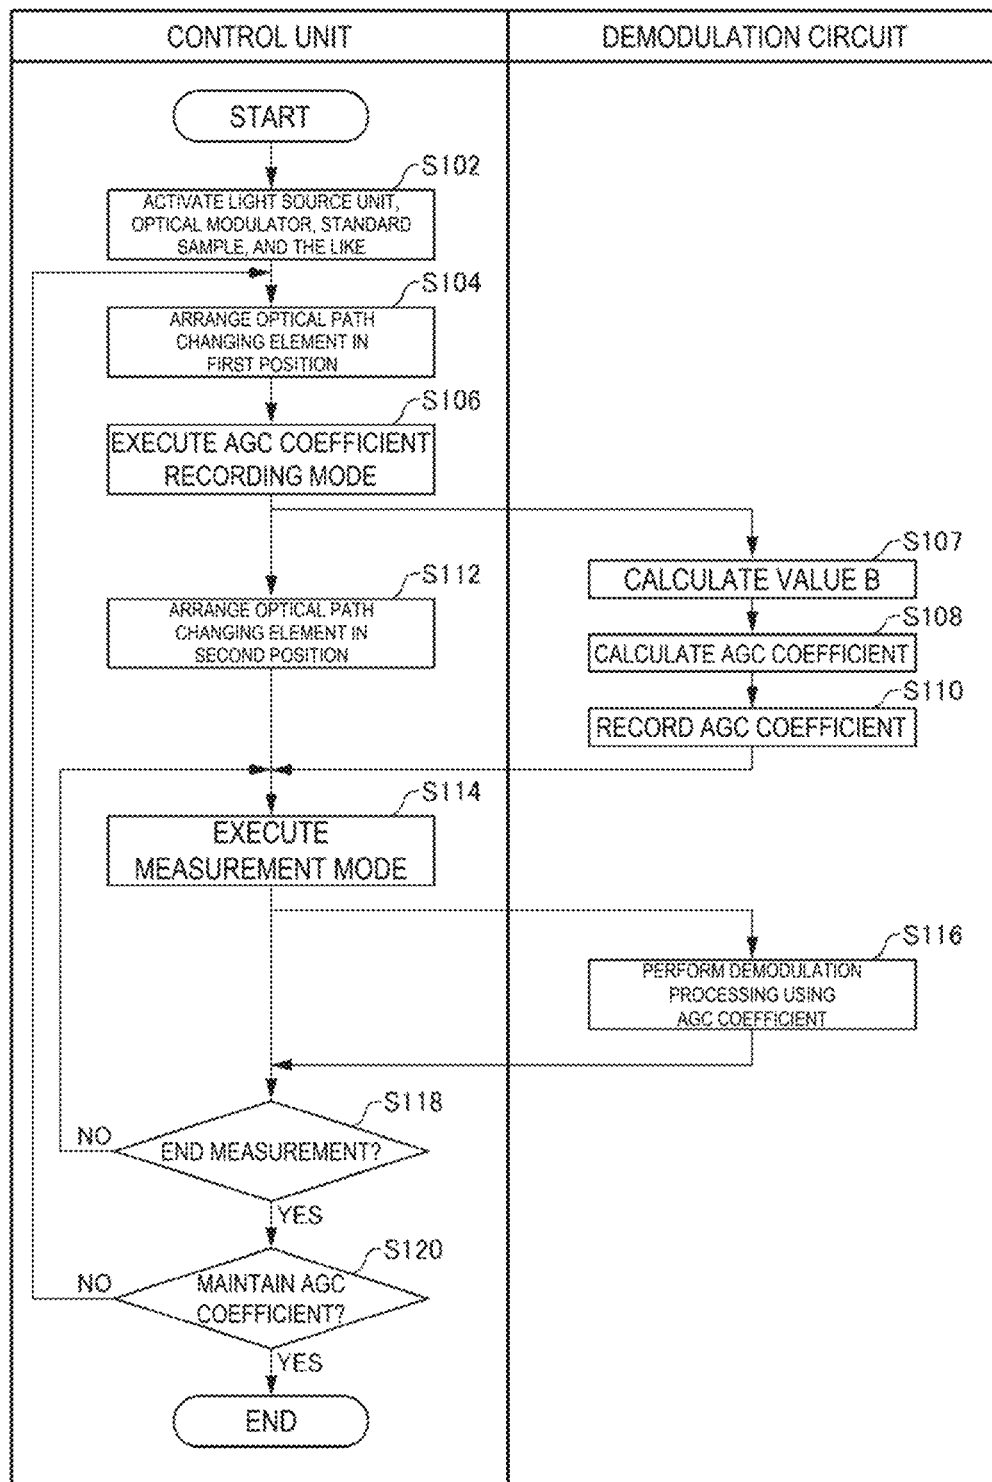 CONTROL UNIT
DEMODULATION CIRCUIT
START
S102
ACTIVATE LIGHT SOURCE UNIT,
OPTICAL MODULATOR, STANDARD
SAMPLE, AND THE LIKE
S104
ARRANGE OPTICAL PATH
CHANGING ELEMENT IN
FIRST POSITION
S106
EXECUTE AGC COEFFICIENT
RECORDING MODE
S107
CALCULATE VALUE B
S108
CALCULATE AGC COEFFICIENT
S110
RECORD AGC COEFFICIENT
S112
ARRANGE OPTICAL PATH
CHANGING ELEMENT IN
SECOND POSITION
S114
EXECUTE
MEASUREMENT MODE
S116
PERFORM DEMODULATION
PROCESSING USING
AGC COEFFICIENT
S118
END MEASUREMENT?
NO
YES
S120
MAINTAIN AGC
COEFFICIENT?
NO
YES
END